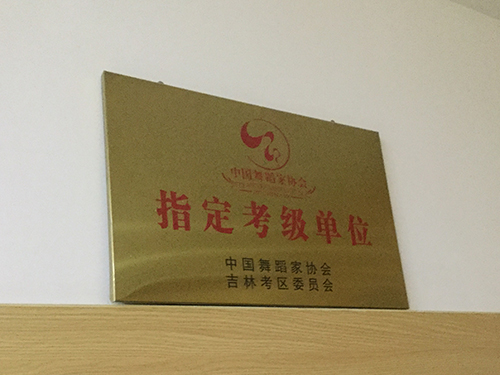 中国舞蹈家协会
指定考级单位
中国舞蹈家协会
吉林考区委员会